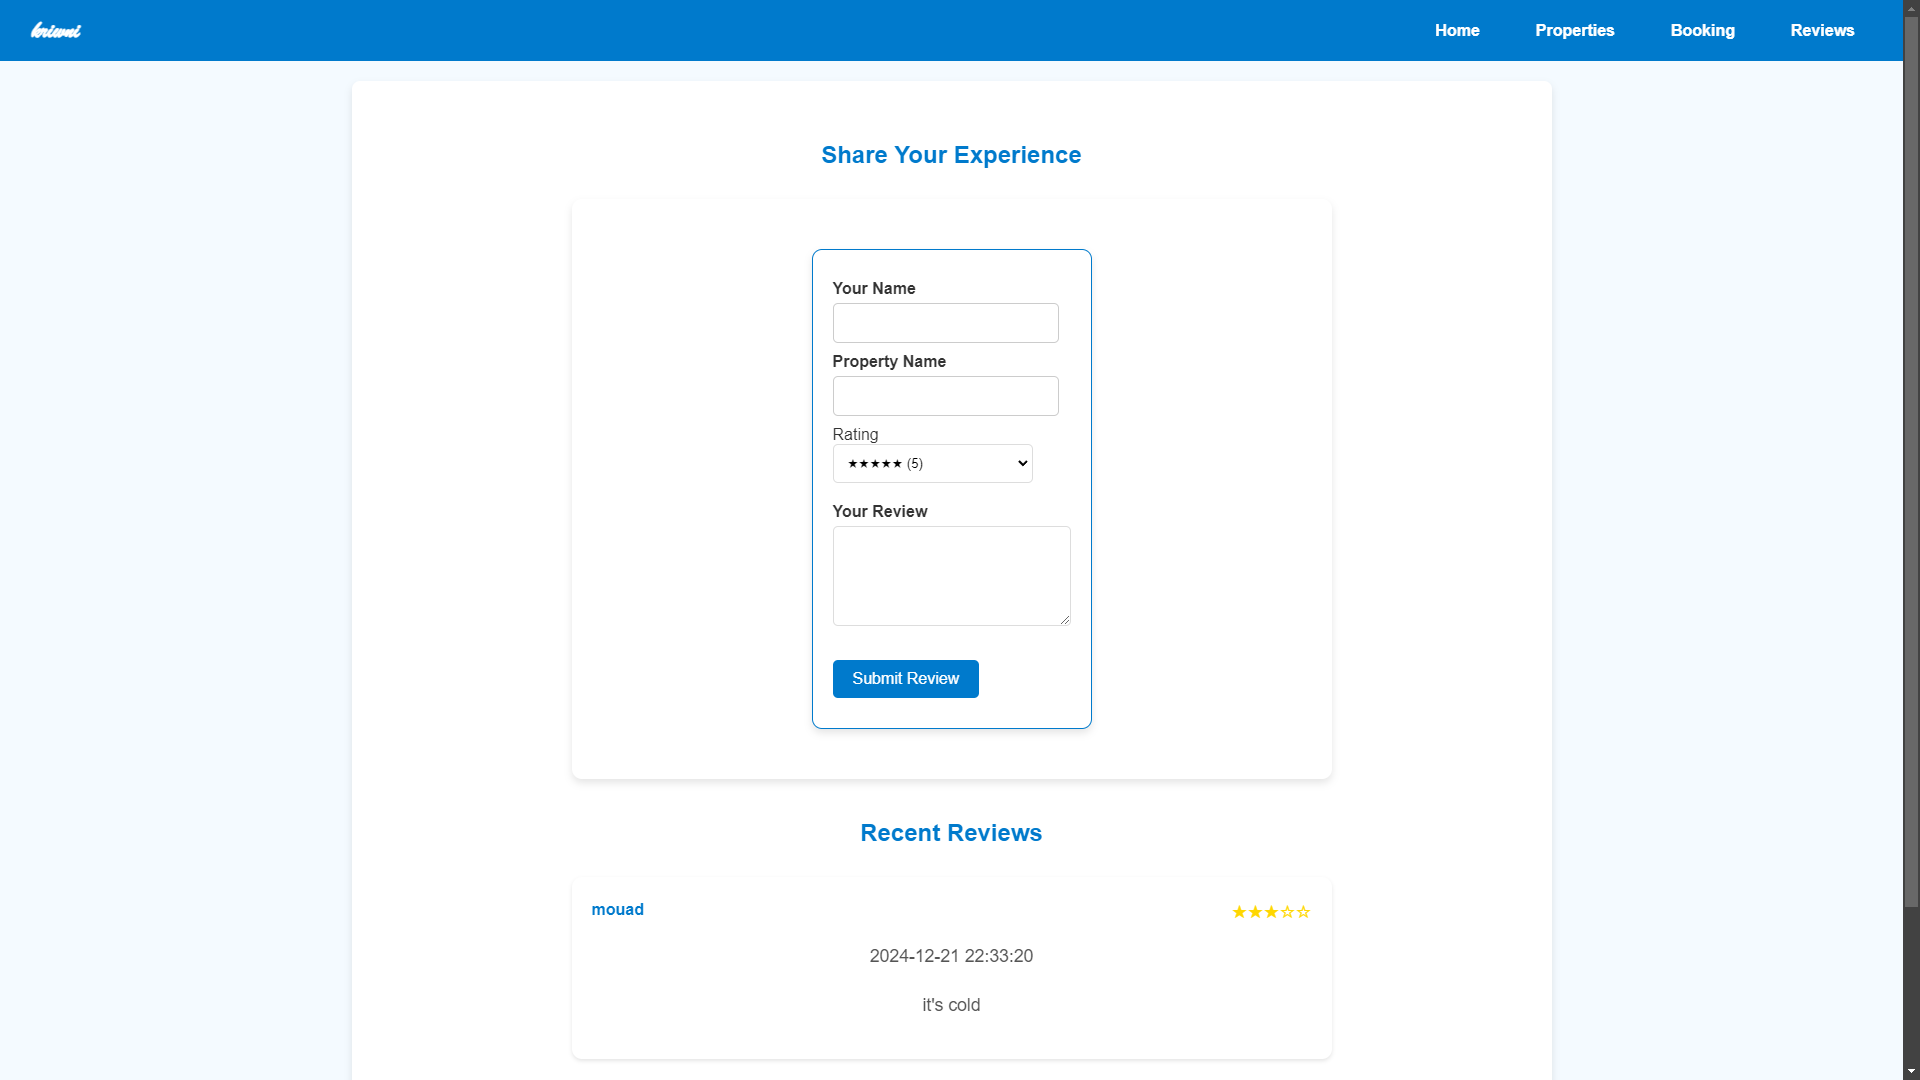 kriwni
Home Properties Booking Reviews
Share Your Experience
Your Name
Property Name
Rating
★★★★★ (5)
Your Review
Submit Review
Recent Reviews
mouad ★★★☆☆
2024-12-21 22:33:20
it's cold